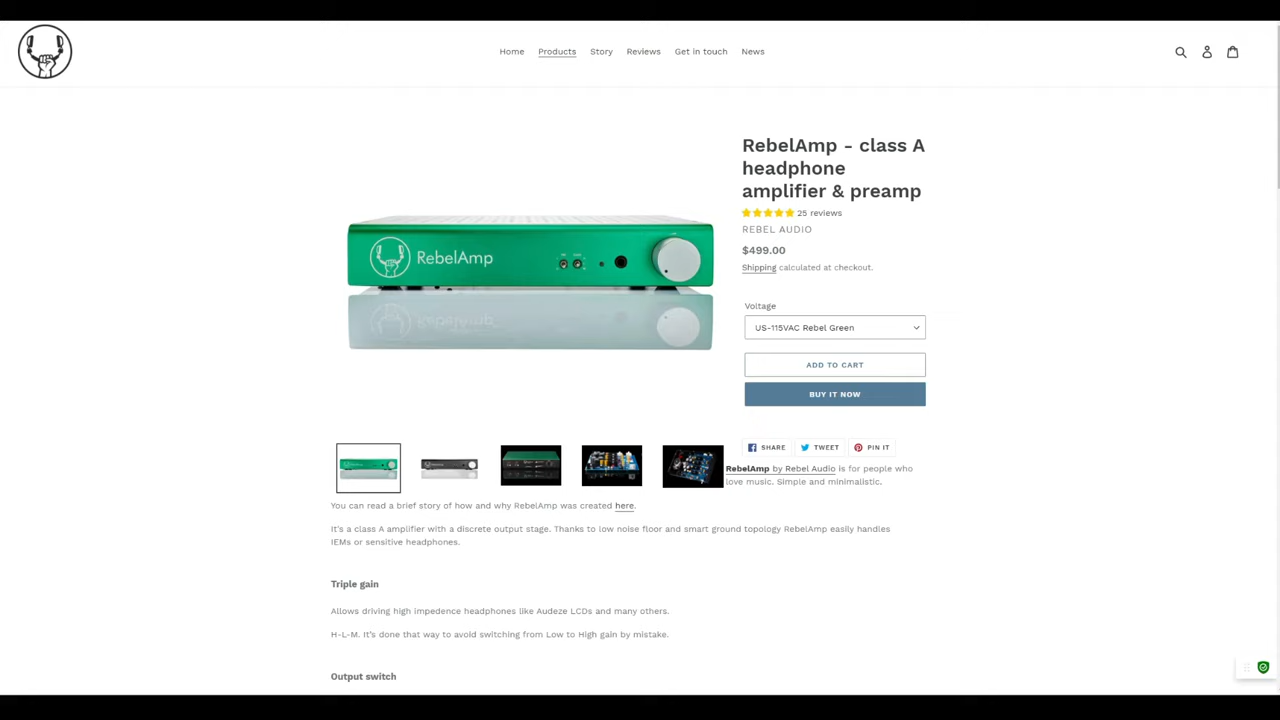 Home Products Story Reviews Get in touch News
RebelAmp - class A
headphone
amplifier & preamp
25 reviews
REBEL AUDIO
$499.00
Shipping calculated at checkout.
Voltage
US-115VAC Rebel Green
ADD TO CART
BUY IT NOW
SHARE TWEET PIN IT
RebelAmp by Rebel Audio is for people who
love music. Simple and minimalistic.
RebelAmp
You can read a brief story of how and why RebelAmp was created here.
It's a class A amplifier with a discrete output stage. Thanks to low noise floor and smart ground topology RebelAmp easily handles
IEMs or sensitive headphones.
Triple gain
Allows driving high impedence headphones like Audeze LCDs and many others.
H-L-M. It's done that way to avoid switching from Low to High gain by mistake.
Output switch